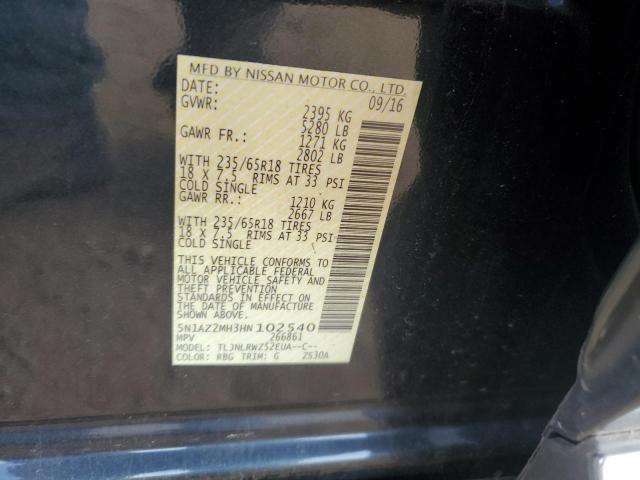 MFD BY NISSAN MOTOR CO., LTD.
DATE: 09/16
GVWR: 2395 KG
5280 LB
GAWR FR.: 1271 KG
2802 LB
WITH 235/65R18 TIRES
18 X 7.5 RIMS AT 33 PSI
COLD SINGLE
GAWR RR.: 1210 KG
2667 LB
WITH 235/65R18 TIRES
18 X 7.5 RIMS AT 33 PSI
COLD SINGLE
THIS VEHICLE CONFORMS TO
ALL APPLICABLE FEDERAL
MOTOR VEHICLE SAFETY AND
THEFT PREVENTION
STANDARDS IN EFFECT ON
THE DATE OF MANUFACTURE
SHOWN ABOVE.
5N1AZ2MH3HN102540
MPV 266861
MODEL: TLJNLRWZ52EUA--C--
COLOR: RBG TRIM: G 2S30A